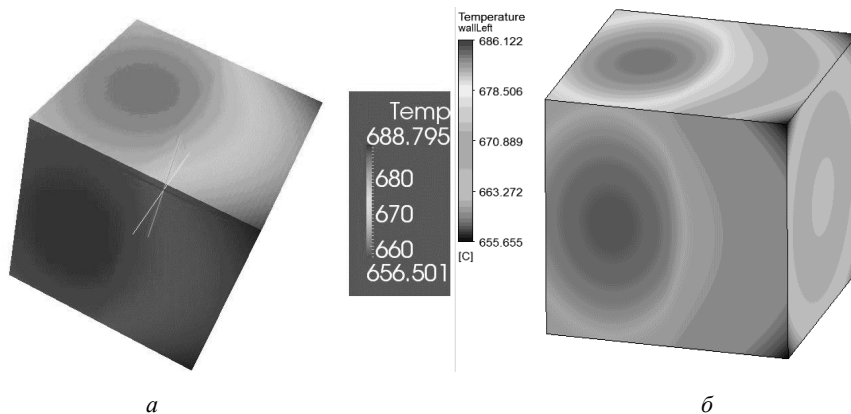 Temp
688.795
680
670
660
656.501
Temperature
wallLeft
686.122
678.506
670.889
663.272
655.655
[C]
а
б